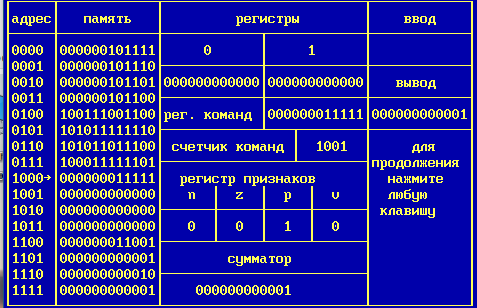 адрес память регистры ввод
0000 000000101111 0 1
0001 000000101110
0010 000000101101 000000000000 000000000000 вывод
0011 000000101100
0100 100111001100 рег. команд 000000011111 000000000001
0101 101011111110
0110 101011011100 счетчик команд 1001 для
0111 100011111101 продолжения
1000→ 000000011111 регистр признаков нажмите
1001 000000000000 n z p v любую
1010 000000000000 клавишу
1011 000000000000 0 0 1 0
1100 000000011001
1101 000000000001 сумматор
1110 000000000010
1111 000000000001 000000000001